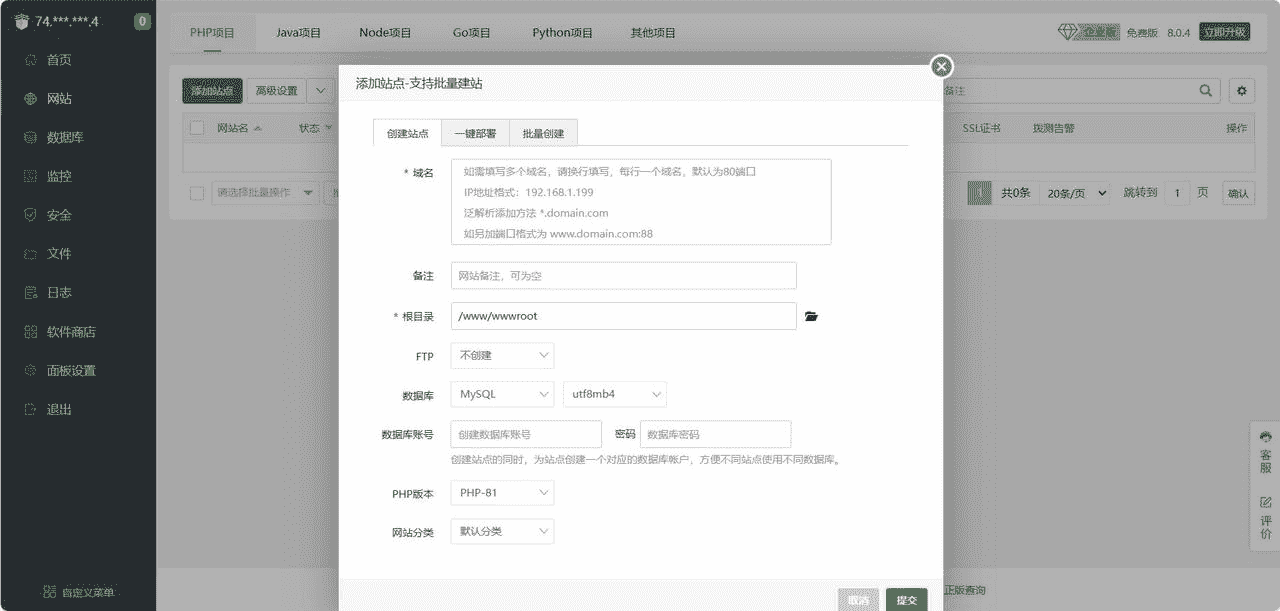 74.***.***.4 0
首页
网站
数据库
监控
安全
文件
日志
软件商店
面板设置
退出
自定义菜单
PHP项目 Java项目 Node项目 Go项目 Python项目 其他项目
企业版 免费版 8.0.4 立即升级
添加站点 高级设置
备注
网站名 状态 SSL证书 拨测告警 操作
请选择批量操作
共0条 20条/页 跳转到 1 页 确认
添加站点-支持批量建站
创建站点 一键部署 批量创建
* 域名
如需填写多个域名，请换行填写，每行一个域名，默认为80端口
IP地址格式：192.168.1.199
泛解析添加方法 *.domain.com
如另加端口格式为 www.domain.com:88
备注 网站备注，可为空
* 根目录 /www/wwwroot
FTP 不创建
数据库 MySQL utf8mb4
数据库账号 创建数据库账号 密码 数据库密码
创建站点的同时，为站点创建一个对应的数据库帐户，方便不同站点使用不同数据库。
PHP版本 PHP-81
网站分类 默认分类
取消 提交
正版查询
客服
评价